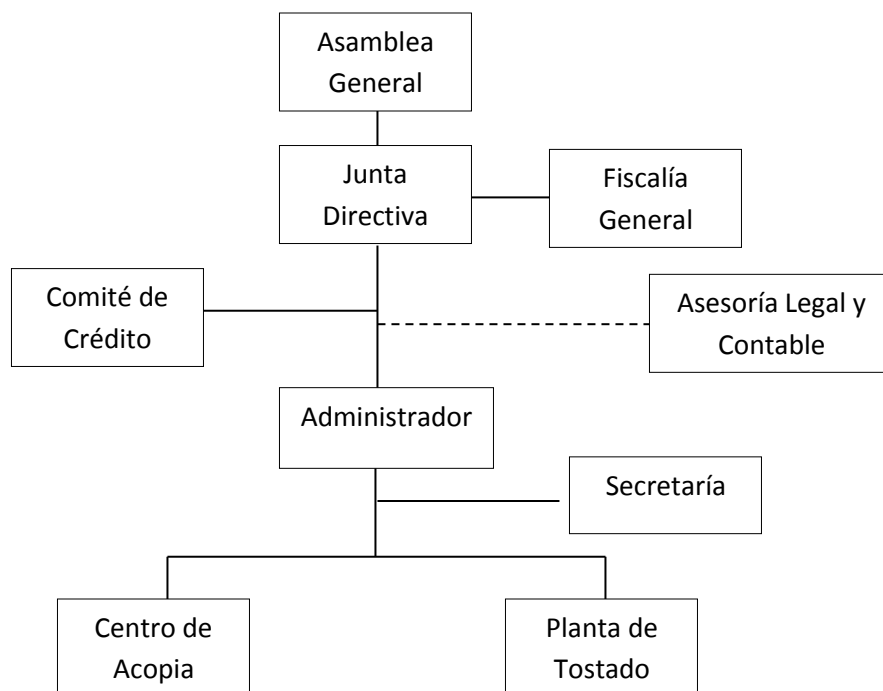 Asamblea
General
Junta
Directiva
Fiscalía
General
Comité de
Crédito
Asesoría Legal y
Contable
Administrador
Secretaría
Centro de
Acopia
Planta de
Tostado